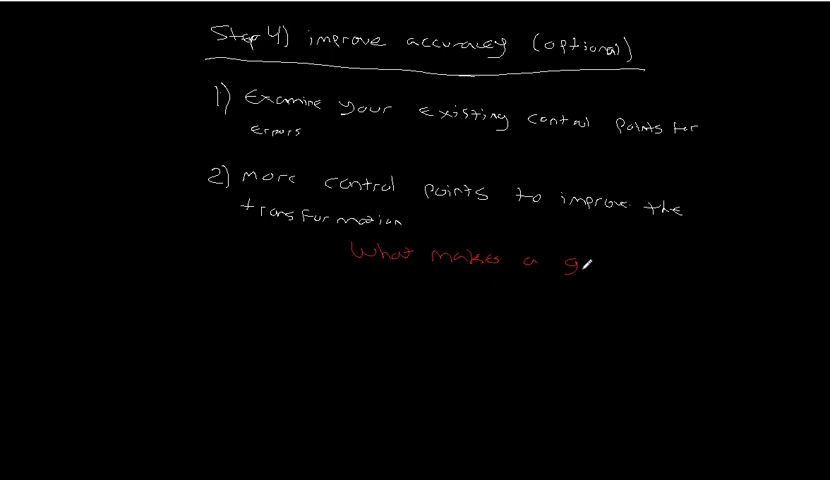 Step 4) improve accuracy (optional)
1) Examine your existing control points for
errors
2) More control points to improve the
transformation
What makes a g